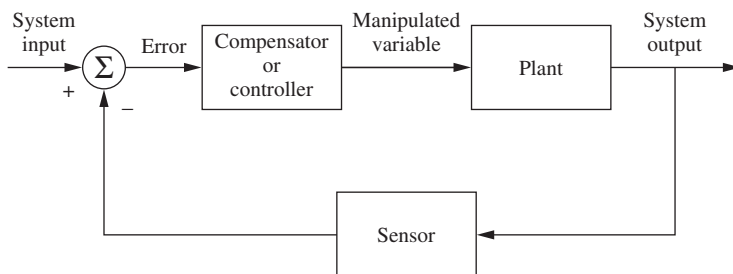 System
input
Error
Compensator
or
controller
Manipulated
variable
Plant
System
output
Σ
+
−
Sensor